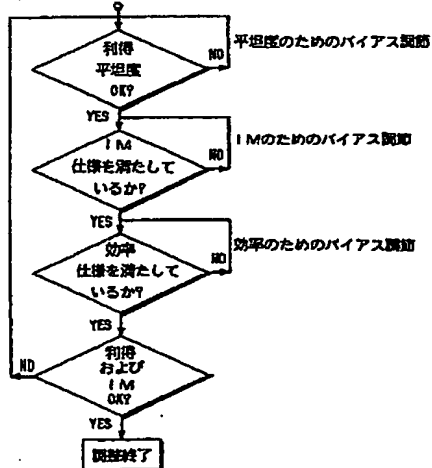 利得
平坦度
OK?
NO
平坦度のためのバイアス調節
YES
IM
仕様を満たして
いるか?
NO
IMのためのバイアス調節
YES
効率
仕様を満たして
いるか?
NO
効率のためのバイアス調節
YES
利得
および
IM
OK?
NO
YES
調整終了